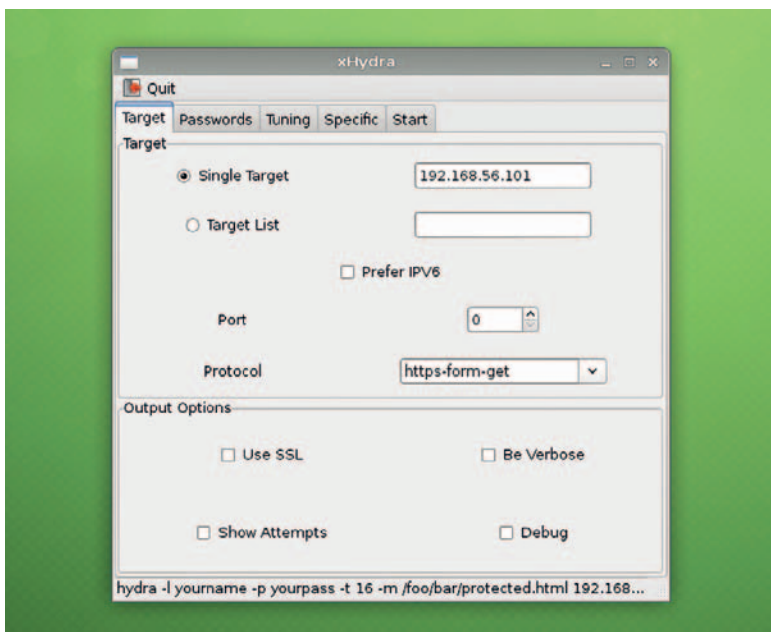 xHydra
Quit
Target Passwords Tuning Specific Start
Target
Single Target 192.168.56.101
Target List
Prefer IPV6
Port 0
Protocol https-form-get
Output Options
Use SSL Be Verbose
Show Attempts Debug
hydra -l yourname -p yourpass -t 16 -m /foo/bar/protected.html 192.168...